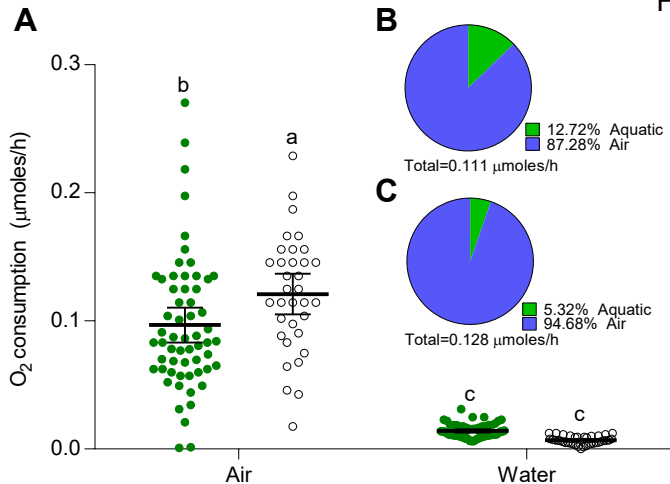 A
B
12.72% Aquatic
87.28% Air
Total=0.111 μmoles/h
C
5.32% Aquatic
94.68% Air
Total=0.128 μmoles/h
O2 consumption (μmoles/h)
0.3
0.2
0.1
0.0
b
a
c
c
Air
Water